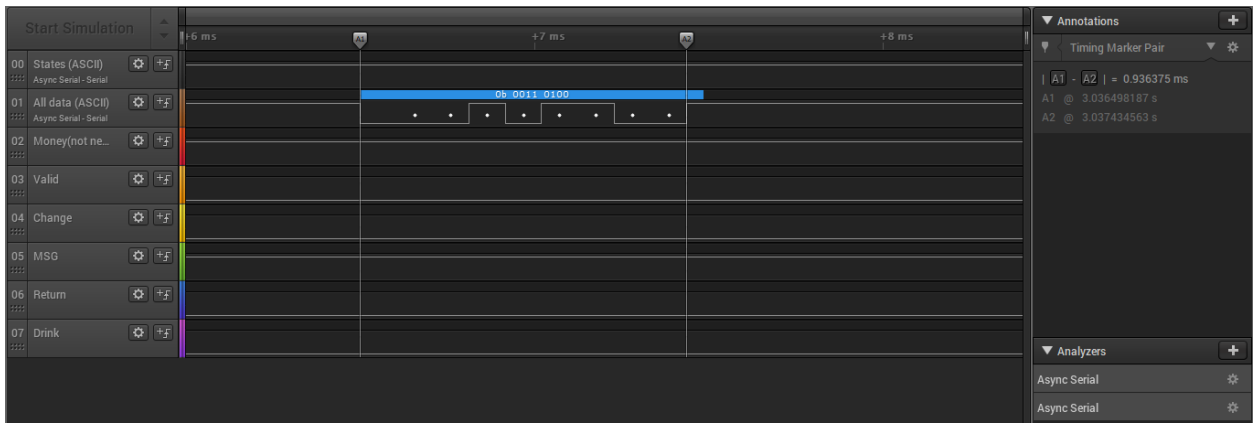 Start Simulation
+6 ms
+7 ms
+8 ms
A1
A2
00 States (ASCII)
Async Serial - Serial
01 All data (ASCII)
Async Serial - Serial
0b 0011 0100
02 Money(not ne...
03 Valid
04 Change
05 MSG
06 Return
07 Drink
Annotations
Timing Marker Pair
| A1 - A2 | = 0.936375 ms
A1 @ 3.036498187 s
A2 @ 3.037434563 s
Analyzers
Async Serial
Async Serial